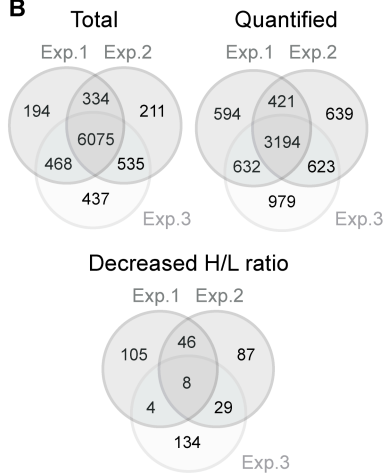 B
Total
Exp.1 Exp.2
194 334 211
6075
468 535
437
Exp.3
Quantified
Exp.1 Exp.2
594 421 639
3194
632 623
979
Exp.3
Decreased H/L ratio
Exp.1 Exp.2
105 46 87
8
4 29
134
Exp.3